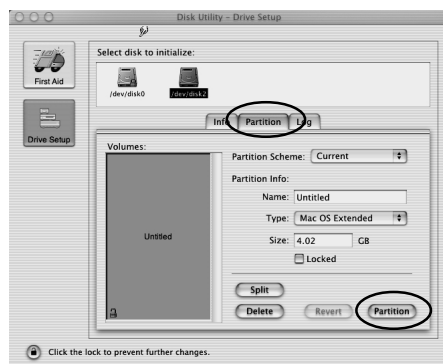 Disk Utility – Drive Setup
Select disk to initialize:
First Aid
/dev/disk0
/dev/disk2
Drive Setup
Info
Partition
Log
Volumes:
Partition Scheme: Current
Partition Info:
Name: Untitled
Type: Mac OS Extended
Untitled
Size: 4.02 GB
Locked
Split
Delete
Revert
Partition
Click the lock to prevent further changes.